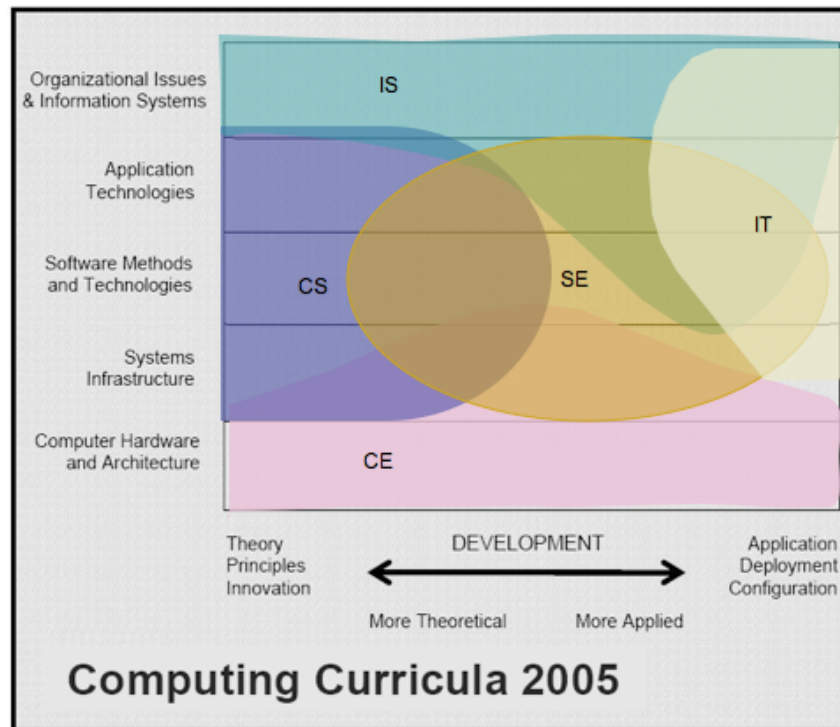 Organizational Issues
& Information Systems
IS
Application
Technologies
IT
Software Methods
and Technologies
CS
SE
Systems
Infrastructure
Computer Hardware
and Architecture
CE
Theory
Principles
Innovation
DEVELOPMENT
Application
Deployment
Configuration
More Theoretical
More Applied
Computing Curricula 2005